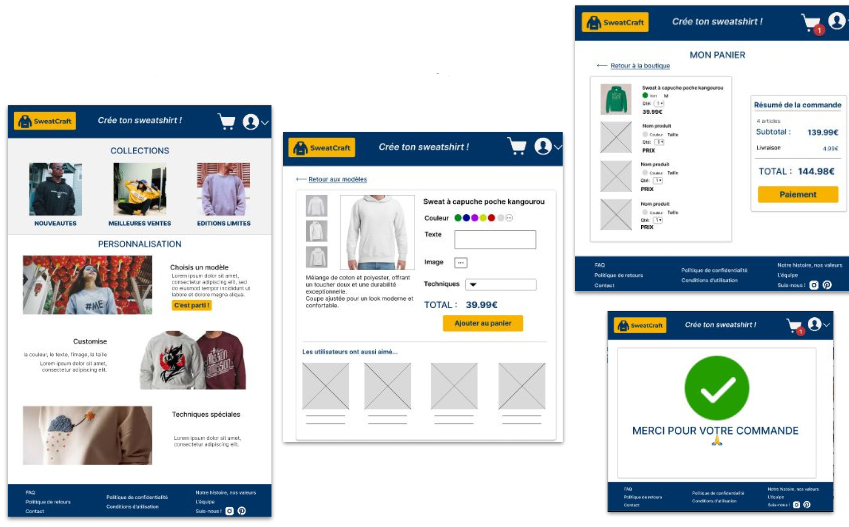 SweatCraft
Crée ton swearthirt !
COLLECTIONS
NOUVEAUTES
MEILLEURES VENTES
EDITIONS LIMITES
PERSONNALISATION
#ME
Choisis un modèle
Lorem ipsum dolor sit amet,
consectetur adipiscing elit, sed
do eiusmod tempor incididunt ut
labore et dolore magna aliqua.
C'est parti !
Customise
la couleur, le texte, l'image, la taille
Lorem ipsum dolor sit amet,
consectetur adipiscing elit.
Techniques spéciales
Lorem ipsum dolor sit amet,
consectetur adipiscing elit.
FAQ
Politique de retours
Contact
Politique de confidentialité
Conditions d'utilisation
Notre histoire, nos valeurs
L'équipe
Suis-nous !
SweatCraft
Crée ton swearthirt !
Retour aux modèles
Sweat à capuche poche kangourou
Couleur
Texte
Image
Techniques
Mélange de coton et polyester, offrant
un toucher doux et une durabilité
exceptionnelle.
Coupe ajustée pour un look moderne et
confortable.
TOTAL : 39.99€
Ajouter au panier
Les utilisateurs ont aussi aimé...
SweatCraft
Crée ton sweatshirt !
1
MON PANIER
Retour à la boutique
Sweat à capuche poche kangourou
Vert M
Qté: 1
39.99€
Nom produit
Couleur Taille
Qté: 1
PRIX
Nom produit
Couleur Taille
Qté: 1
PRIX
Nom produit
Couleur Taille
Qté: 1
PRIX
Résumé de la commande
4 articles
Subtotal : 139.99€
Livraison 4.99€
TOTAL : 144.98€
Paiement
FAQ
Politique de retours
Contact
Politique de confidentialité
Conditions d'utilisation
Notre histoire, nos valeurs
L'équipe
Suis-nous !
SweatCraft
Crée ton sweatshirt !
1
MERCI POUR VOTRE COMMANDE
FAQ
Politique de retours
Contact
Politique de confidentialité
Conditions d'utilisation
Notre histoire, nos valeurs
L'équipe
Suis-nous !